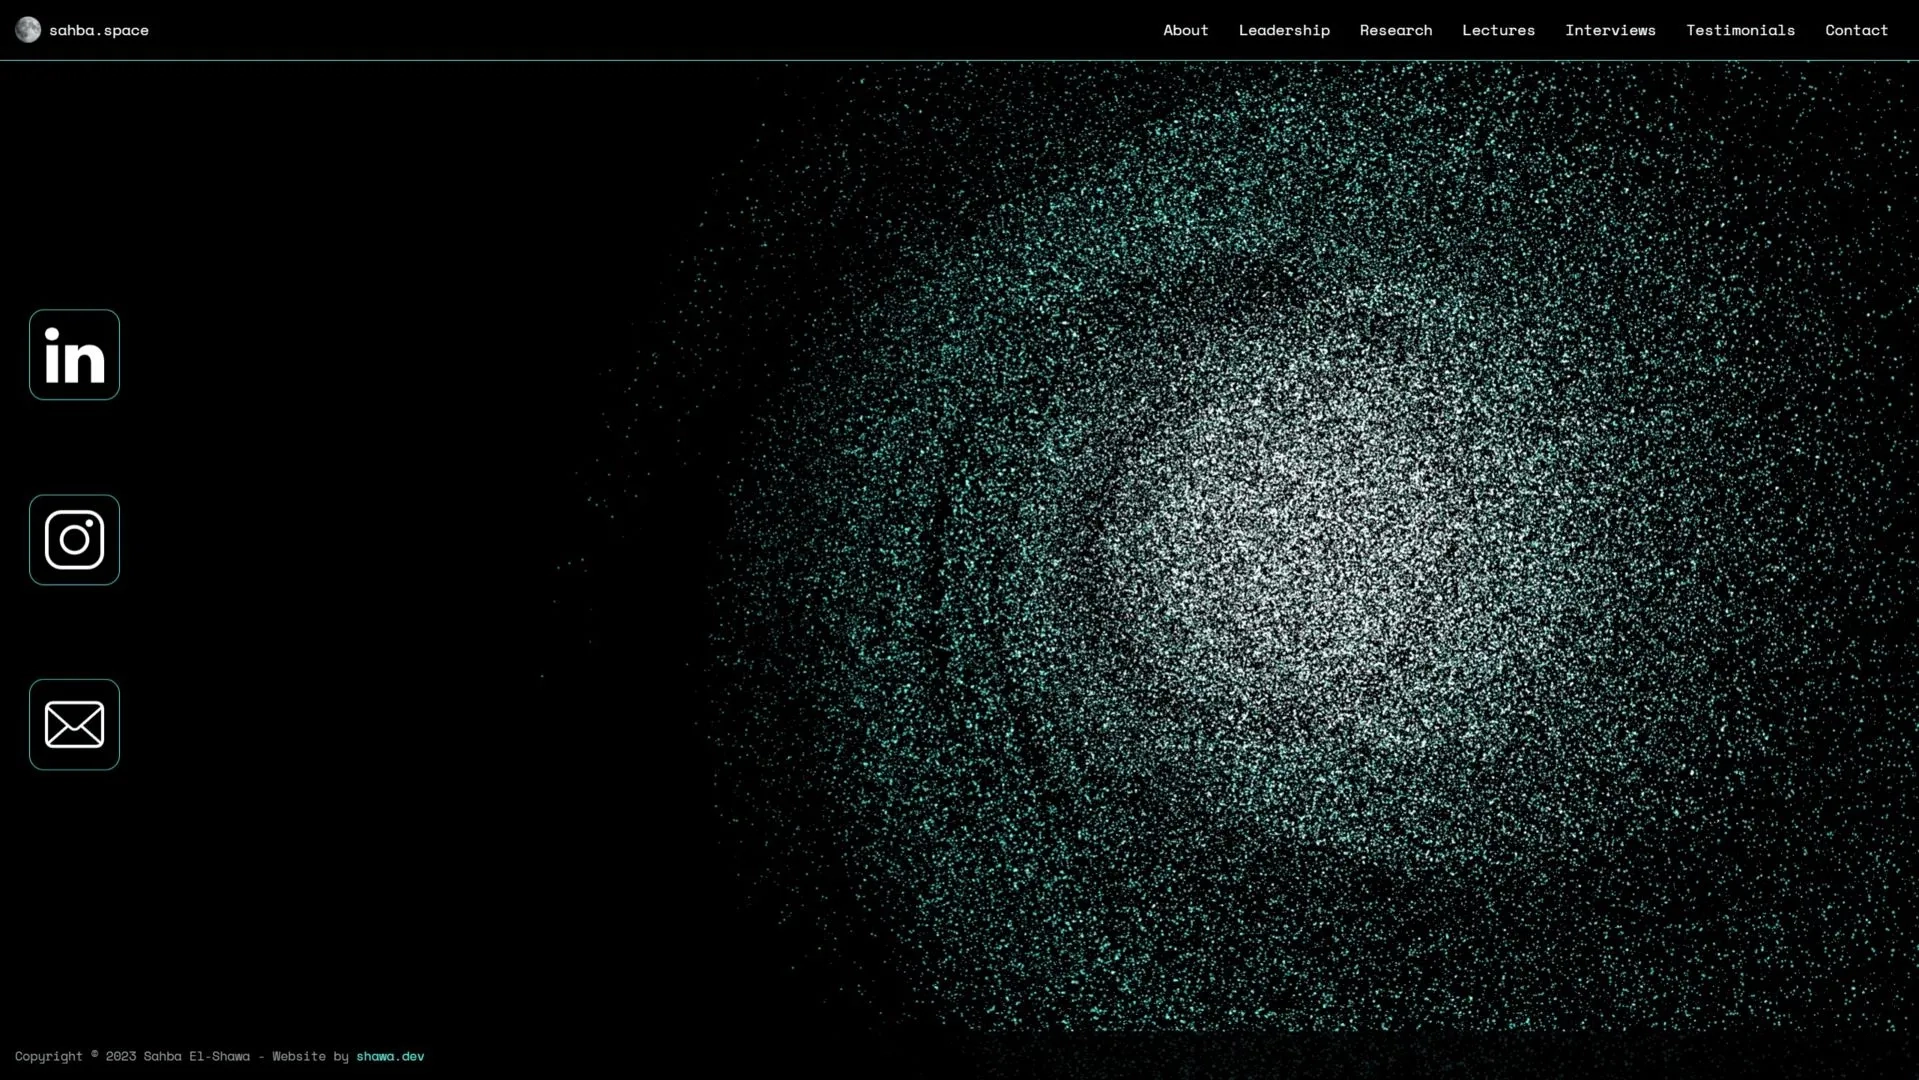 sahba.space
About Leadership Research Lectures Interviews Testimonials Contact
in
Copyright © 2023 Sahba El-Shawa - Website by shawa.dev